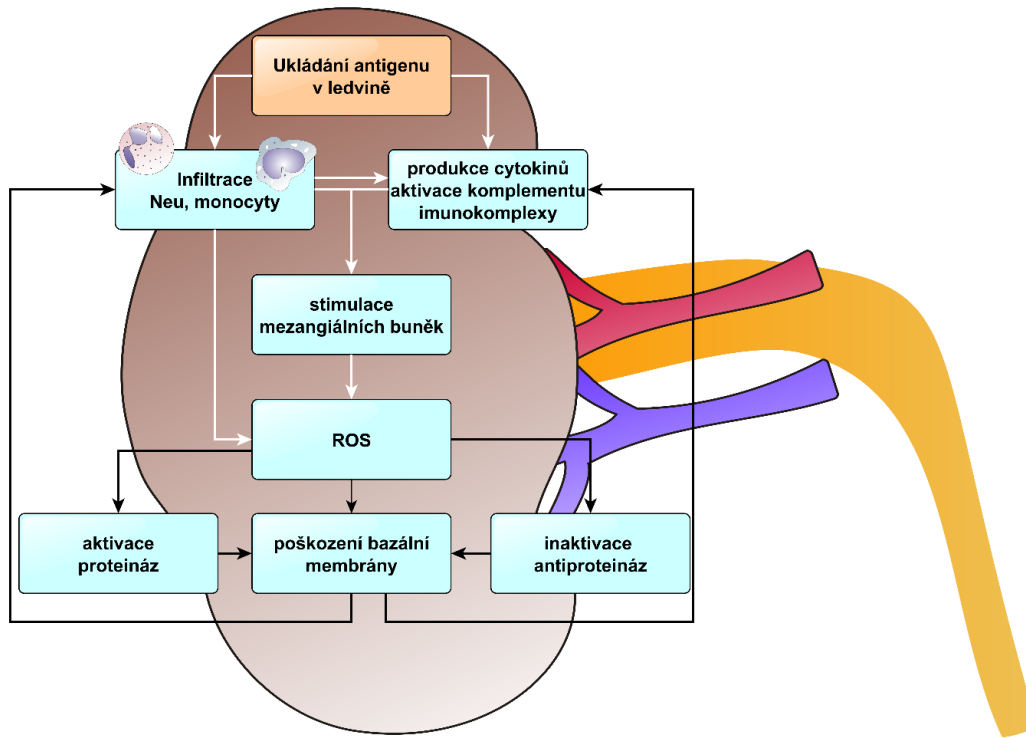 Ukládání antigenu
v ledvině
Infiltrace
Neu, monocyty
produkce cytokinů
aktivace komplementu
imunokomplexy
stimulace
mezangiálních buněk
ROS
aktivace
proteináz
poškození bazální
membrány
inaktivace
antiproteináz